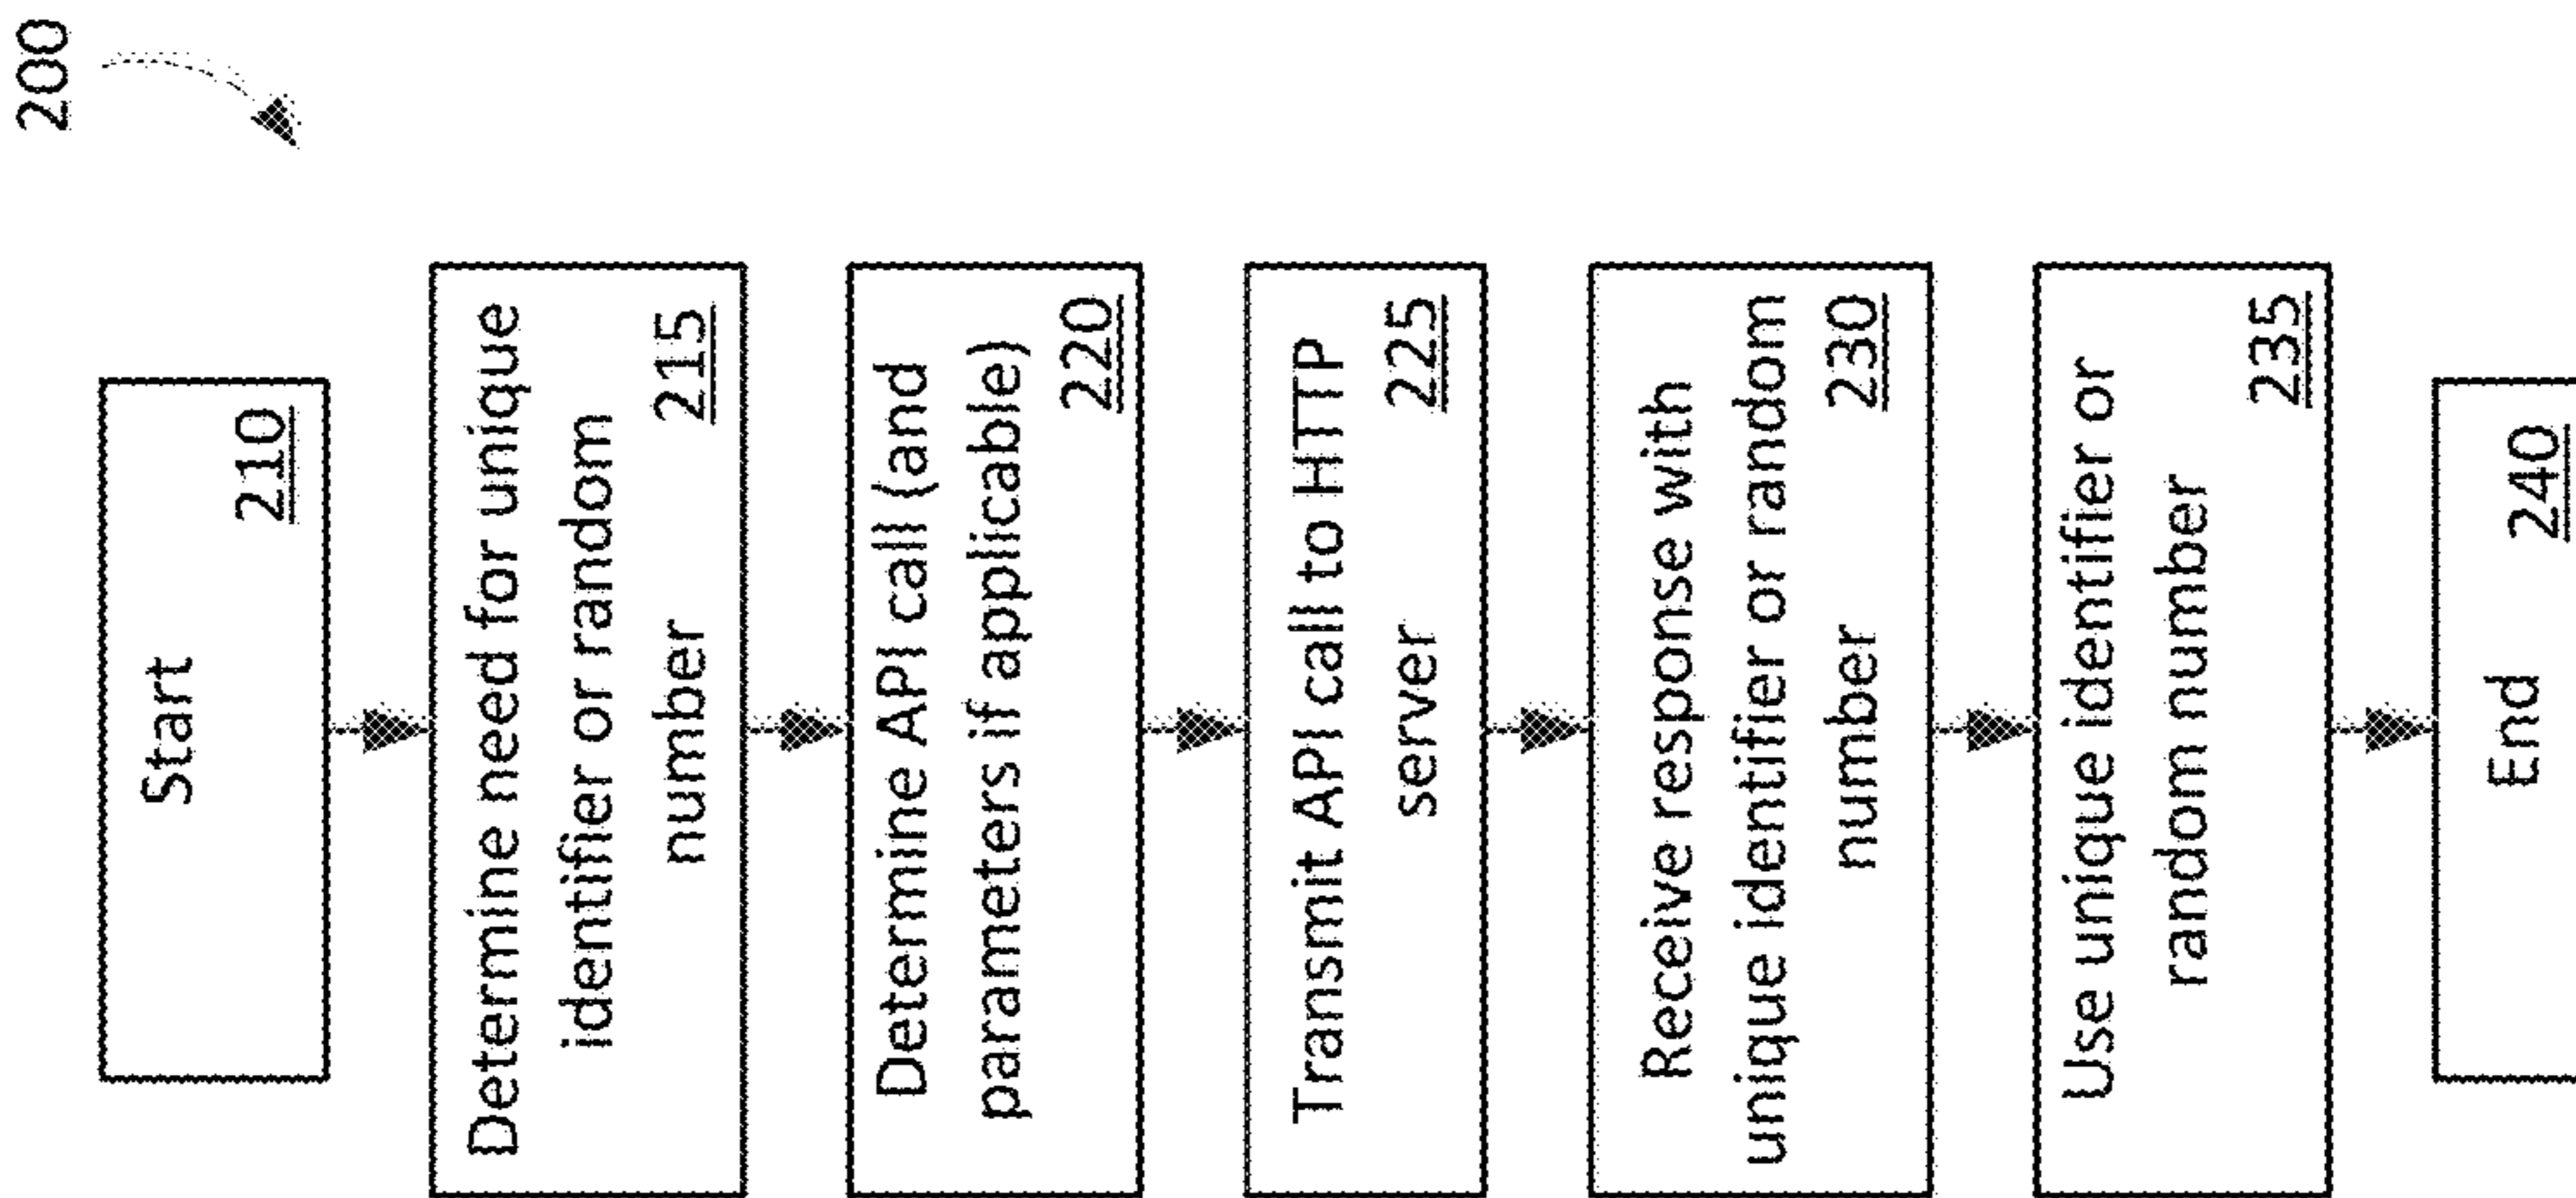 200
Start
210
Determine need for unique
identifier or random
number 215
Determine API call (and
parameters if applicable)
220
Transmit API call to HTTP
server 225
Receive response with
unique identifier or random
number 230
Use unique identifier or
random number
235
End 240